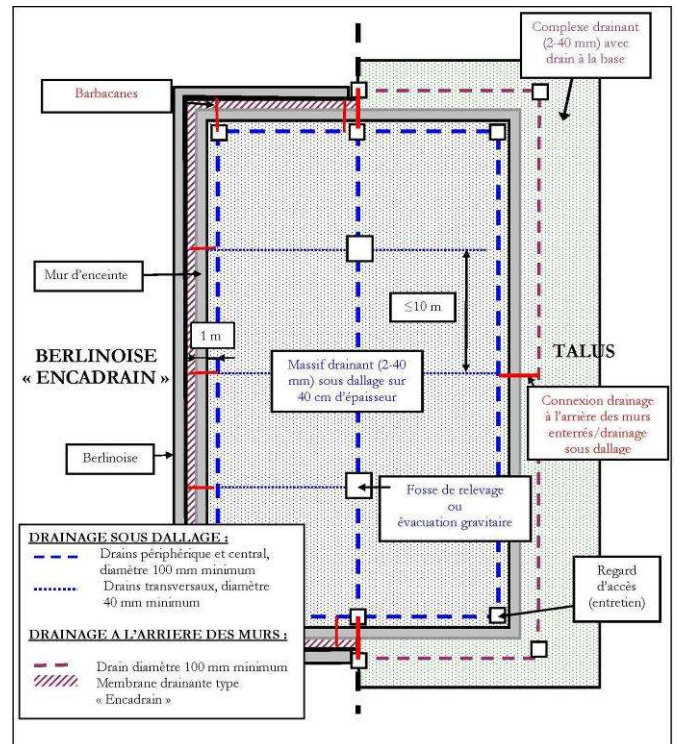 Complexe drainant
(2-40 mm) avec
drain à la base
Barbacanes
Mur d'enceinte
≤10 m
1 m
BERLINOISE
« ENCADRAIN »
TALUS
Massif drainant (2-40
mm) sous dallage sur
40 cm d'épaisseur
Connexion drainage
à l'arrière des murs
enterrés/drainage
sous dallage
Berlinoise
Fosse de relevage
ou
évacuation gravitaire
DRAINAGE SOUS DALLAGE :
Drains périphérique et central,
diamètre 100 mm minimum
Drains transversaux, diamètre
40 mm minimum
Regard
d'accès
(entretien)
DRAINAGE A L'ARRIERE DES MURS :
Drain diamètre 100 mm minimum
Membrane drainante type
« Encadrain »